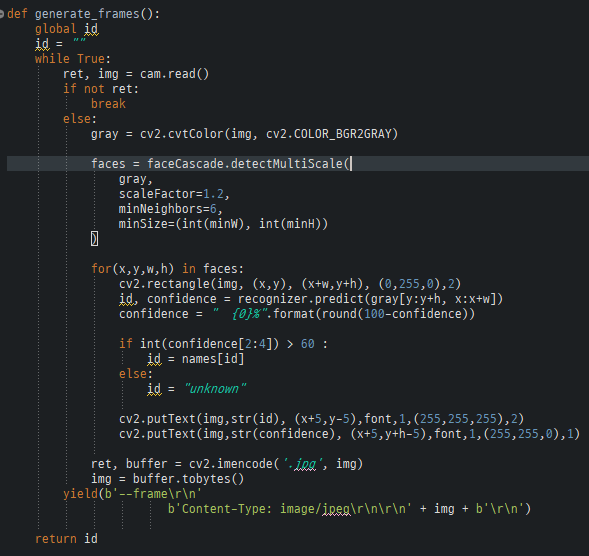 def generate_frames():
    global id
    id = ""
    while True:
        ret, img = cam.read()
        if not ret:
            break
        else:
            gray = cv2.cvtColor(img, cv2.COLOR_BGR2GRAY)

            faces = faceCascade.detectMultiScale(
                gray,
                scaleFactor=1.2,
                minNeighbors=6,
                minSize=(int(minW), int(minH))
            )

            for(x,y,w,h) in faces:
                cv2.rectangle(img, (x,y), (x+w,y+h), (0,255,0),2)
                id, confidence = recognizer.predict(gray[y:y+h, x:x+w])
                confidence = "  {0}%".format(round(100-confidence))

                if int(confidence[2:4]) > 60 :
                    id = names[id]
                else:
                    id = "unknown"

                cv2.putText(img,str(id), (x+5,y-5),font,1,(255,255,255),2)
                cv2.putText(img,str(confidence), (x+5,y+h-5),font,1,(255,255,0),1)

            ret, buffer = cv2.imencode('.jpg', img)
            img = buffer.tobytes()
        yield(b'--frame\r\n'
                       b'Content-Type: image/jpeg\r\n\r\n' + img + b'\r\n')

    return id